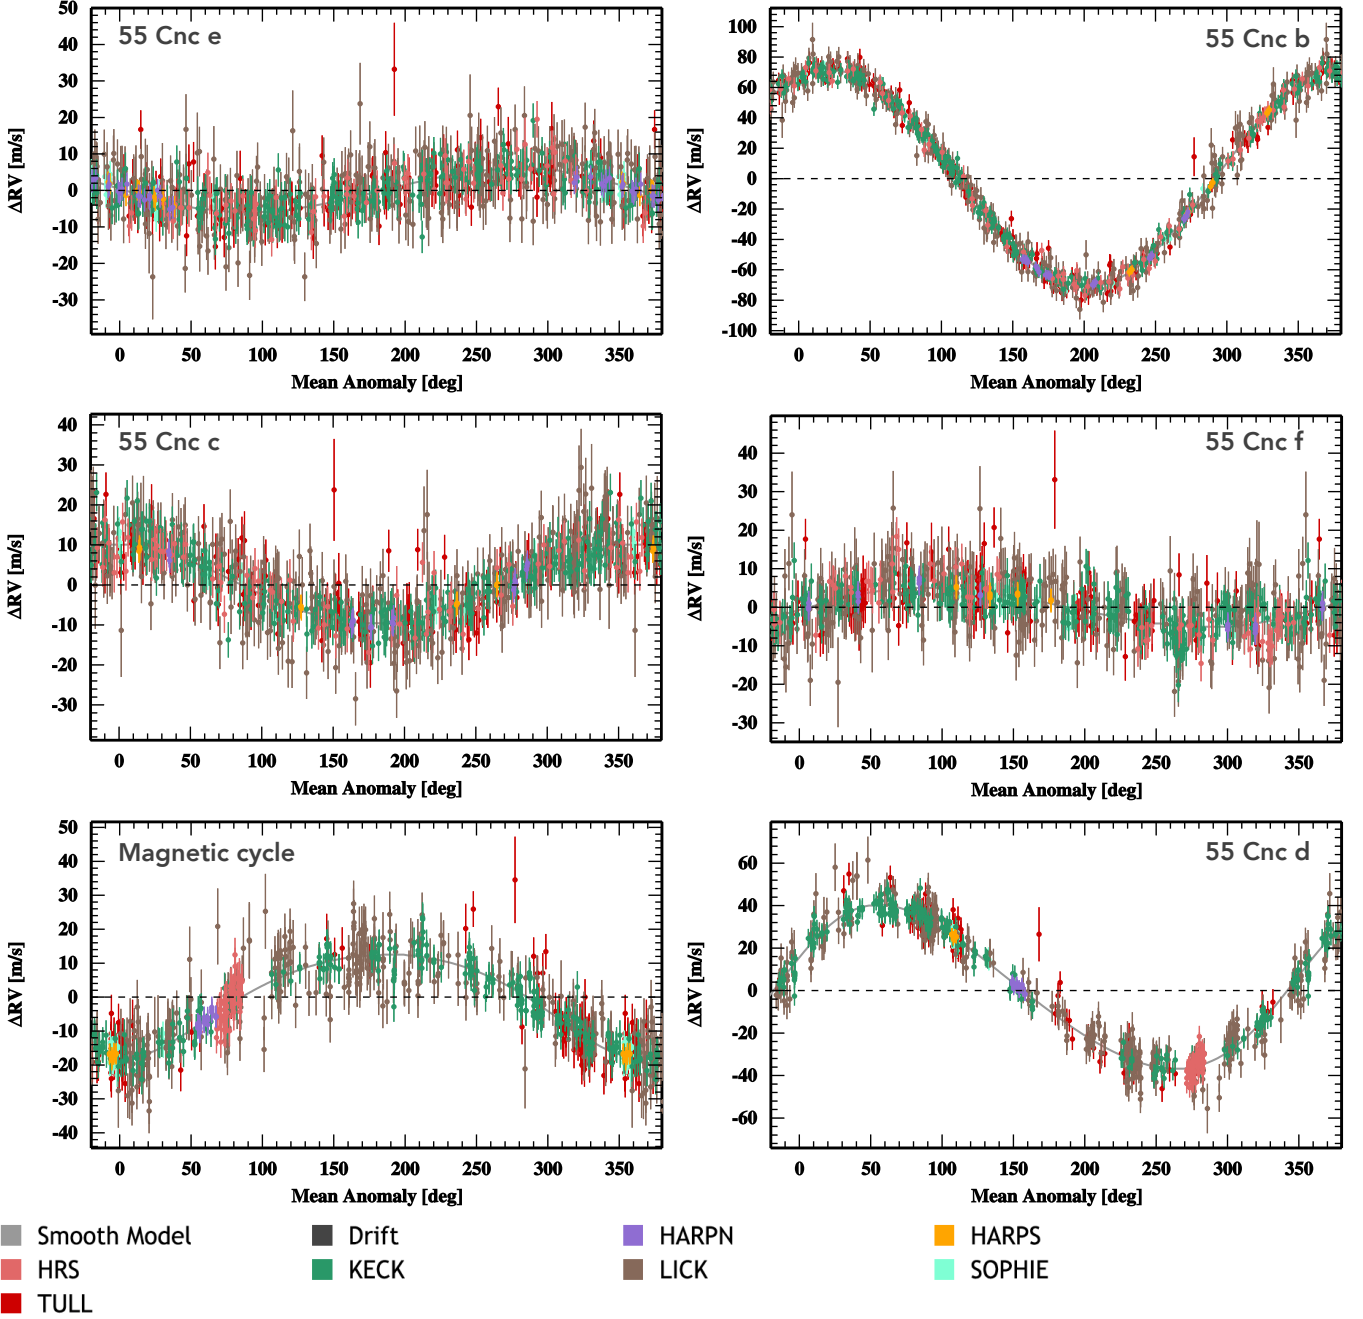 55 Cnc e
50
40
30
20
10
0
-10
-20
-30
ΔRV [m/s]
0 50 100 150 200 250 300 350
Mean Anomaly [deg]
55 Cnc b
100
80
60
40
20
0
-20
-40
-60
-80
-100
ΔRV [m/s]
0 50 100 150 200 250 300 350
Mean Anomaly [deg]
55 Cnc c
40
30
20
10
0
-10
-20
-30
ΔRV [m/s]
0 50 100 150 200 250 300 350
Mean Anomaly [deg]
55 Cnc f
40
30
20
10
0
-10
-20
-30
ΔRV [m/s]
0 50 100 150 200 250 300 350
Mean Anomaly [deg]
Magnetic cycle
50
40
30
20
10
0
-10
-20
-30
-40
ΔRV [m/s]
0 50 100 150 200 250 300 350
Mean Anomaly [deg]
55 Cnc d
60
40
20
0
-20
-40
-60
ΔRV [m/s]
0 50 100 150 200 250 300 350
Mean Anomaly [deg]
Smooth Model Drift HARPN HARPS
HRS KECK LICK SOPHIE
TULL